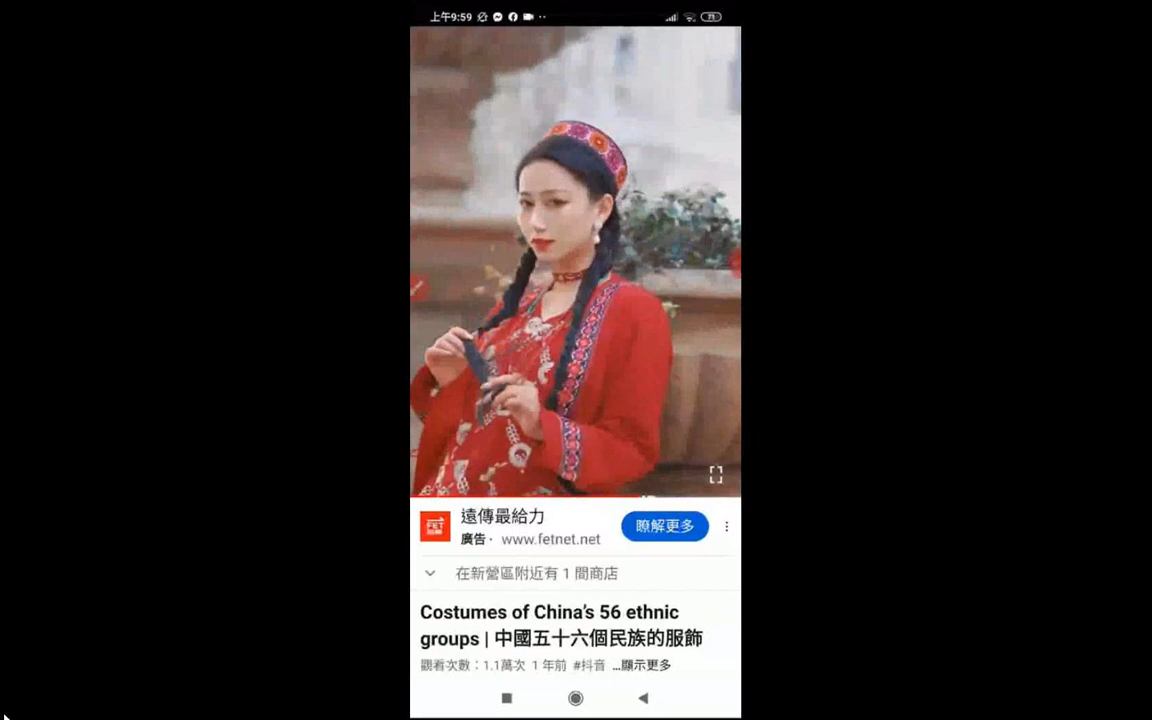 上午9:59
遠傳最給力
瞭解更多
廣告· www.fetnet.net
在新營區附近有 1 間商店
Costumes of China's 56 ethnic
groups | 中國五十六個民族的服飾
觀看次數：1.1萬次 1 年前 #抖音 ...顯示更多